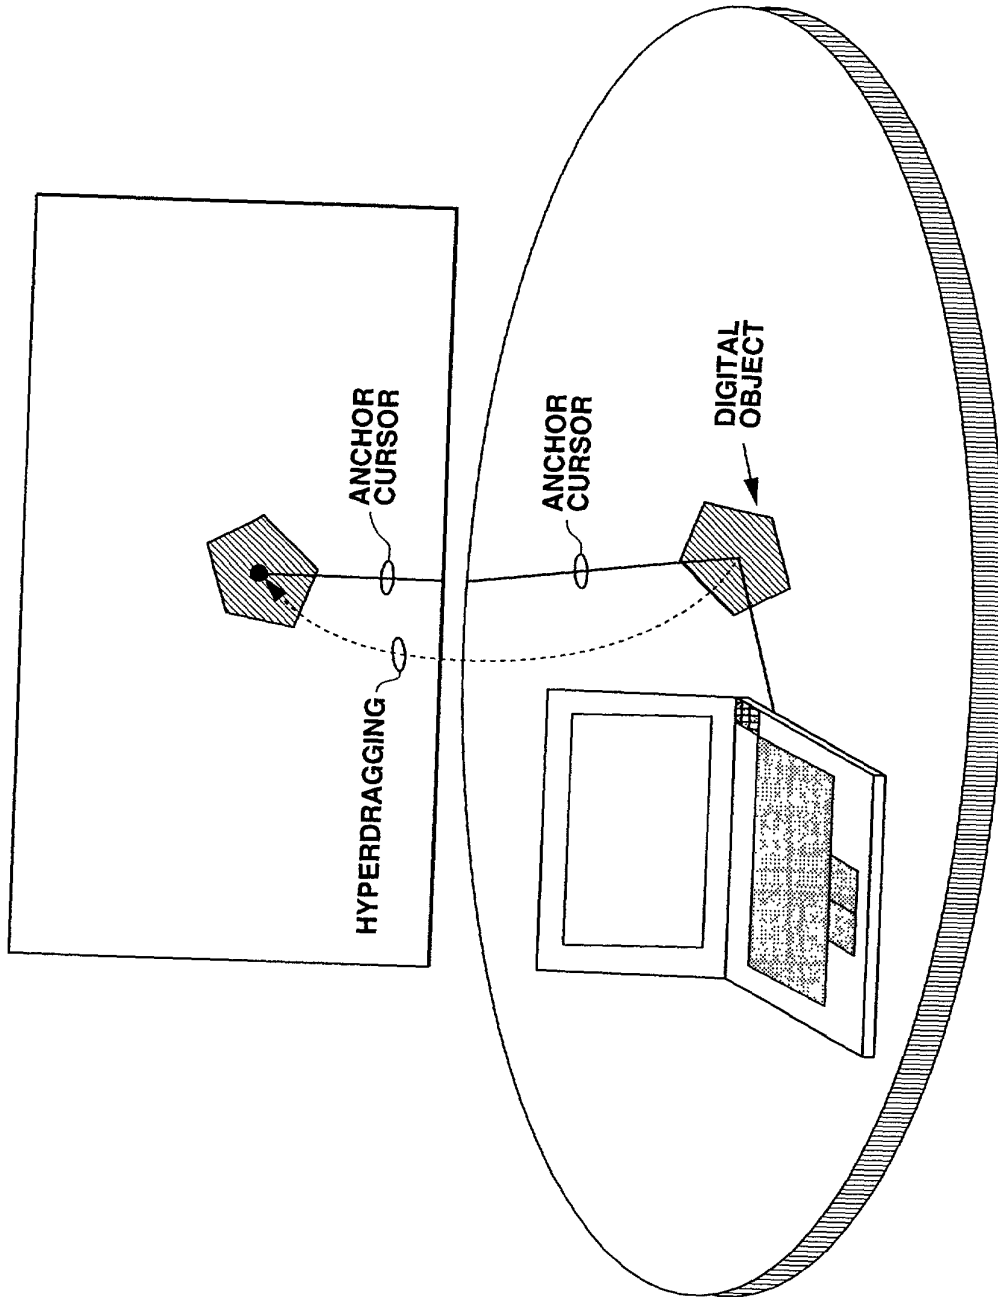 HYPERDRAGGING
ANCHOR
CURSOR
ANCHOR
CURSOR
DIGITAL
OBJECT